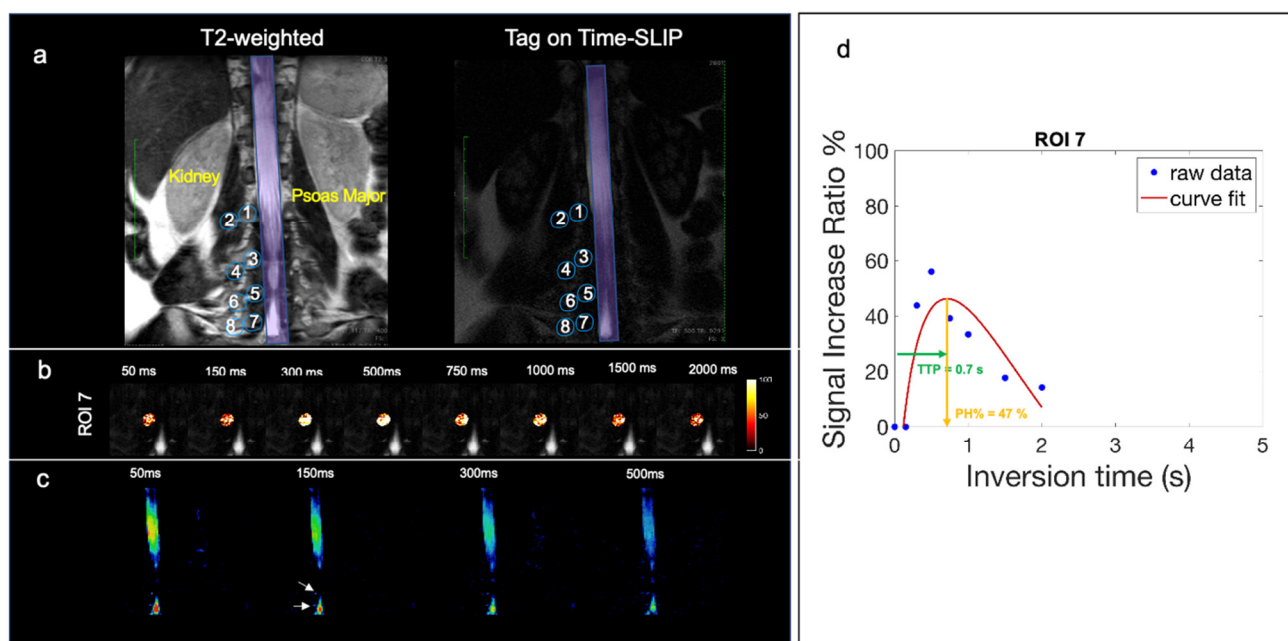 a
T2-weighted
Tag on Time-SLIP
Kidney
Psoas Major
1
2
3
4
5
6
7
8
1
2
3
4
5
6
7
8
b
50 ms
150 ms
300 ms
500ms
750 ms
1000 ms
1500 ms
2000 ms
ROI 7
100
50
0
c
50ms
150ms
300ms
500ms
d
ROI 7
Signal Increase Ratio %
100
80
60
40
20
0
raw data
curve fit
TTP = 0.7 s
PH% = 47 %
0
1
2
3
4
5
Inversion time (s)